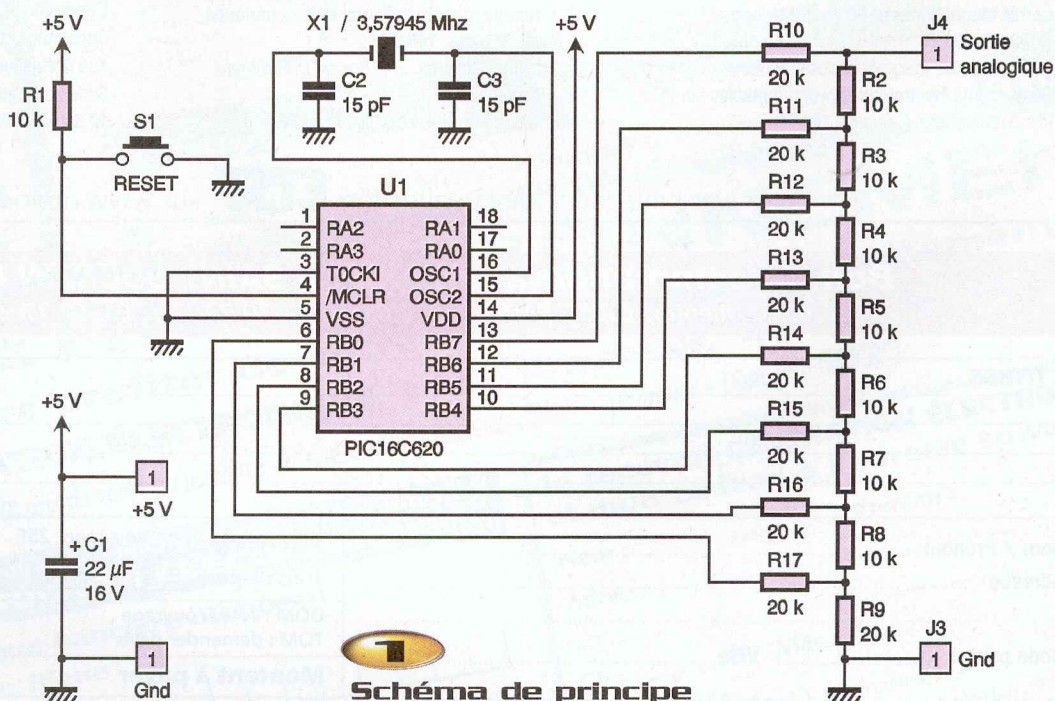 +5 V
X1 / 3,57945 Mhz
+5 V
R10
J4
1
Sortie
analogique
20 k
C2
15 pF
C3
15 pF
R2
10 k
R1
10 k
R11
S1
RESET
20 k
R3
10 k
U1
R12
20 k
R4
10 k
1
RA2
RA1
18
2
RA3
RA0
17
3
T0CKI
OSC1
16
4
/MCLR
OSC2
15
5
VSS
VDD
14
6
RB0
RB7
13
7
RB1
RB6
12
8
RB2
RB5
11
9
RB3
RB4
10
PIC16C620
R13
20 k
R5
10 k
R14
20 k
R6
10 k
R15
20 k
R7
10 k
R16
20 k
R8
10 k
R17
20 k
R9
20 k
+5 V
1
+5 V
+ C1
22 µF
16 V
1
Gnd
J3
1
Gnd
1
Schéma de principe